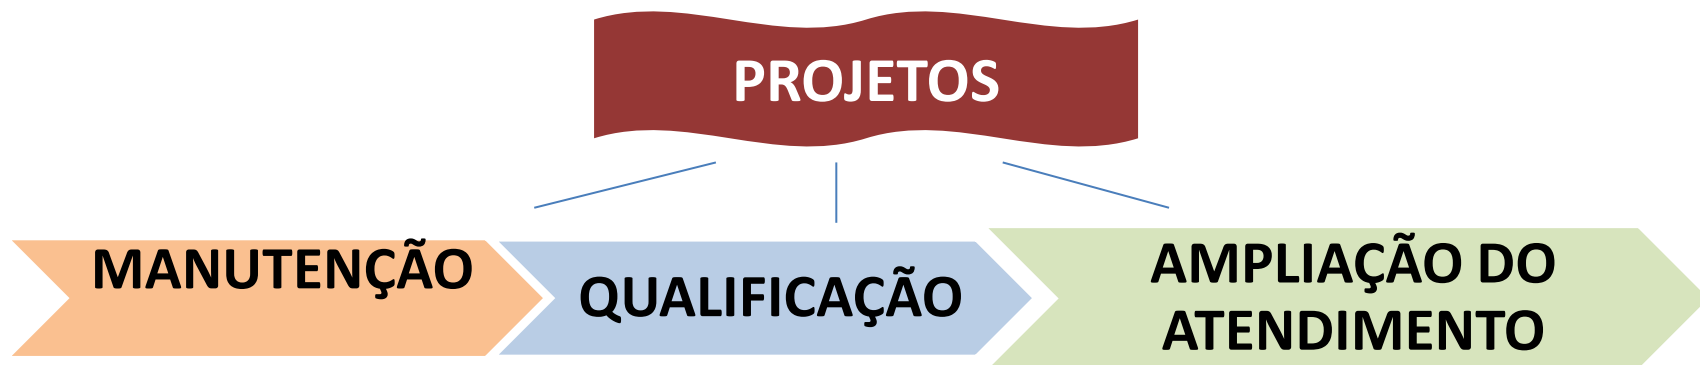 PROJETOS
MANUTENÇÃO
QUALIFICAÇÃO
AMPLIAÇÃO DO
ATENDIMENTO